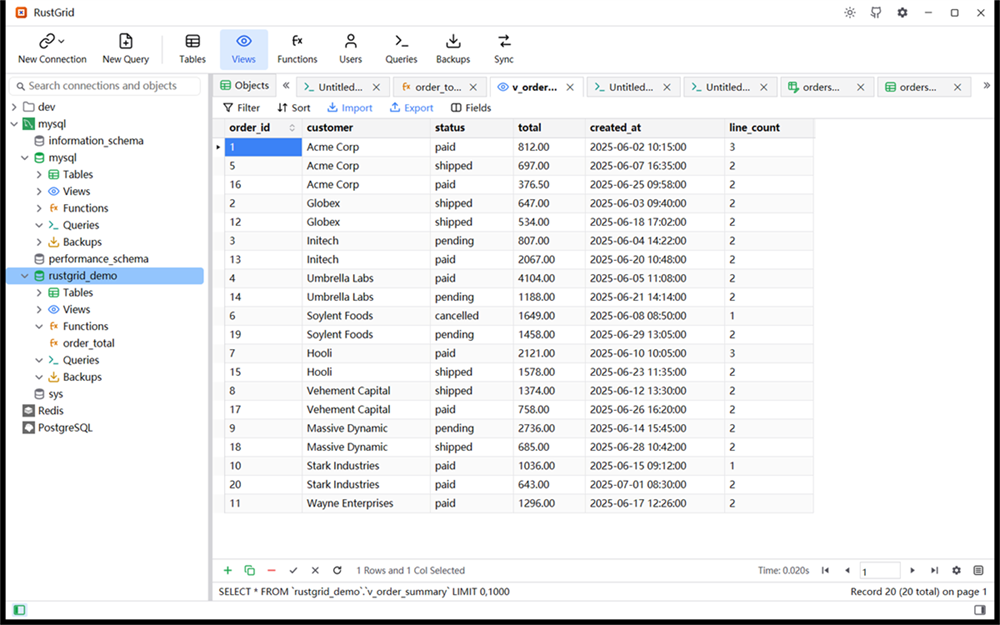 RustGrid
New Connection New Query Tables Views Functions Users Queries Backups Sync
Search connections and objects
dev
mysql
information_schema
mysql
Tables
Views
Functions
Queries
Backups
performance_schema
rustgrid_demo
Tables
Views
Functions
order_total
Queries
Backups
sys
Redis
PostgreSQL
Objects « Untitled... order_to... v_order... Untitled... Untitled... orders... orders... »
Filter Sort Import Export Fields
order_id customer status total created_at line_count
1 Acme Corp paid 812.00 2025-06-02 10:15:00 3
5 Acme Corp shipped 697.00 2025-06-07 16:35:00 2
16 Acme Corp paid 376.50 2025-06-25 09:58:00 2
2 Globex shipped 647.00 2025-06-03 09:40:00 2
12 Globex shipped 534.00 2025-06-18 17:02:00 2
3 Initech pending 807.00 2025-06-04 14:22:00 2
13 Initech paid 2067.00 2025-06-20 10:48:00 2
4 Umbrella Labs paid 4104.00 2025-06-05 11:08:00 2
14 Umbrella Labs pending 1188.00 2025-06-21 14:14:00 2
6 Soylent Foods cancelled 1649.00 2025-06-08 08:50:00 1
19 Soylent Foods pending 1458.00 2025-06-29 13:05:00 2
7 Hooli paid 2121.00 2025-06-10 10:05:00 3
15 Hooli shipped 1578.00 2025-06-23 11:35:00 2
8 Vehement Capital shipped 1374.00 2025-06-12 13:30:00 2
17 Vehement Capital paid 758.00 2025-06-26 16:20:00 2
9 Massive Dynamic pending 2736.00 2025-06-14 15:45:00 2
18 Massive Dynamic shipped 685.00 2025-06-28 10:42:00 2
10 Stark Industries paid 1036.00 2025-06-15 09:12:00 1
20 Stark Industries paid 643.00 2025-07-01 08:30:00 2
11 Wayne Enterprises paid 1296.00 2025-06-17 12:26:00 2
1 Rows and 1 Col Selected Time: 0.020s 1
SELECT * FROM `rustgrid_demo`.`v_order_summary` LIMIT 0,1000 Record 20 (20 total) on page 1